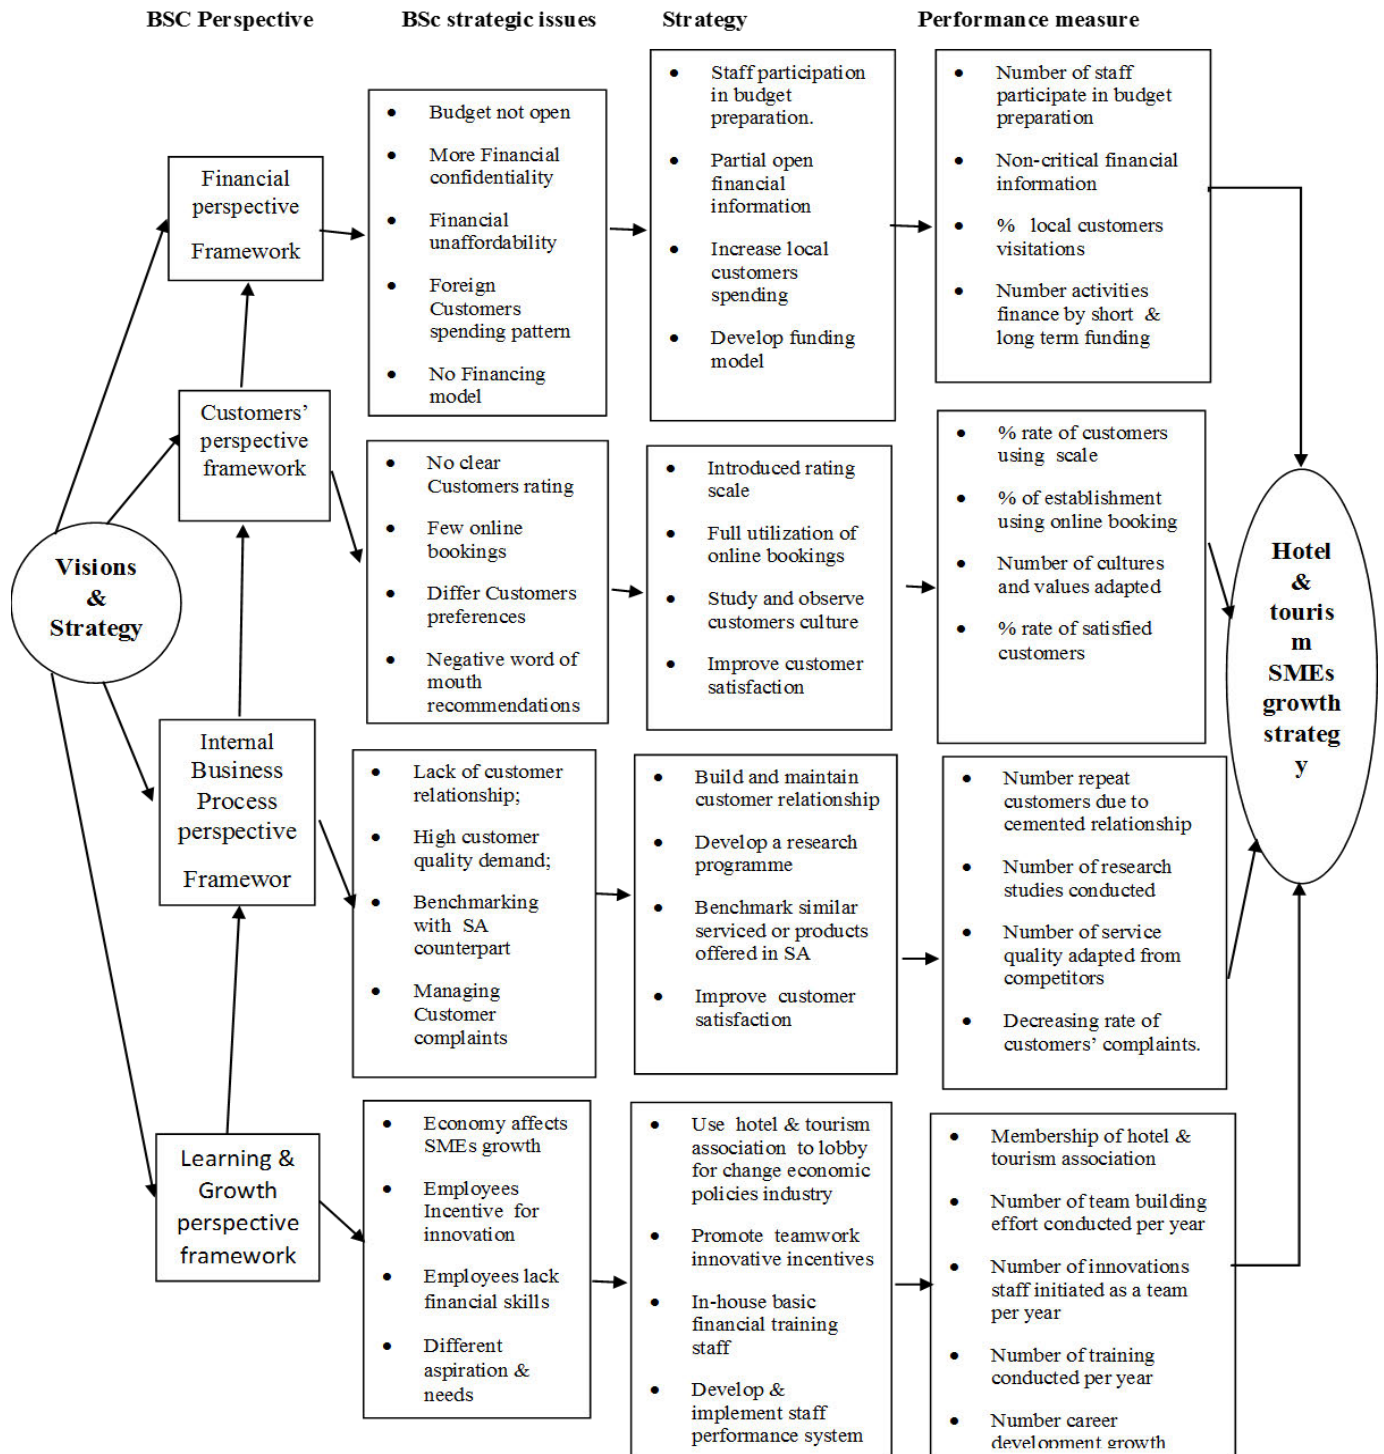 BSC Perspective
BSc strategic issues
Strategy
Performance measure
Visions
&
Strategy
Financial
perspective
Framework
Budget not open
More Financial
confidentiality
Financial
unaffordability
Foreign
Customers
spending pattern
No Financing
model
Staff participation
in budget
preparation.
Partial open
financial
information
Increase local
customers
spending
Develop funding
model
Number of staff
participate in budget
preparation
Non-critical financial
information
% local customers
visitations
Number activities
finance by short &
long term funding
Customers’
perspective
framework
No clear
Customers rating
Few online
bookings
Differ Customers
preferences
Negative word of
mouth
recommendations
Introduced rating
scale
Full utilization of
online bookings
Study and observe
customers culture
Improve customer
satisfaction
% rate of customers
using scale
% of establishment
using online booking
Number of cultures
and values adapted
% rate of satisfied
customers
Internal
Business
Process
perspective
Framewor
Lack of customer
relationship;
High customer
quality demand;
Benchmarking
with SA
counterpart
Managing
Customer
complaints
Build and maintain
customer relationship
Develop a research
programme
Benchmark similar
serviced or products
offered in SA
Improve customer
satisfaction
Number repeat
customers due to
cemented relationship
Number of research
studies conducted
Number of service
quality adapted from
competitors
Decreasing rate of
customers’ complaints.
Learning &
Growth
perspective
framework
Economy affects
SMEs growth
Employees
Incentive for
innovation
Employees lack
financial skills
Different
aspiration &
needs
Use hotel & tourism
association to lobby
for change economic
policies industry
Promote teamwork
innovative incentives
In-house basic
financial training
staff
Develop &
implement staff
performance system
Membership of hotel &
tourism association
Number of team building
effort conducted per year
Number of innovations
staff initiated as a team
per year
Number of training
conducted per year
Number career
development growth
Hotel
&
touris
m
SMEs
growth
strateg
y